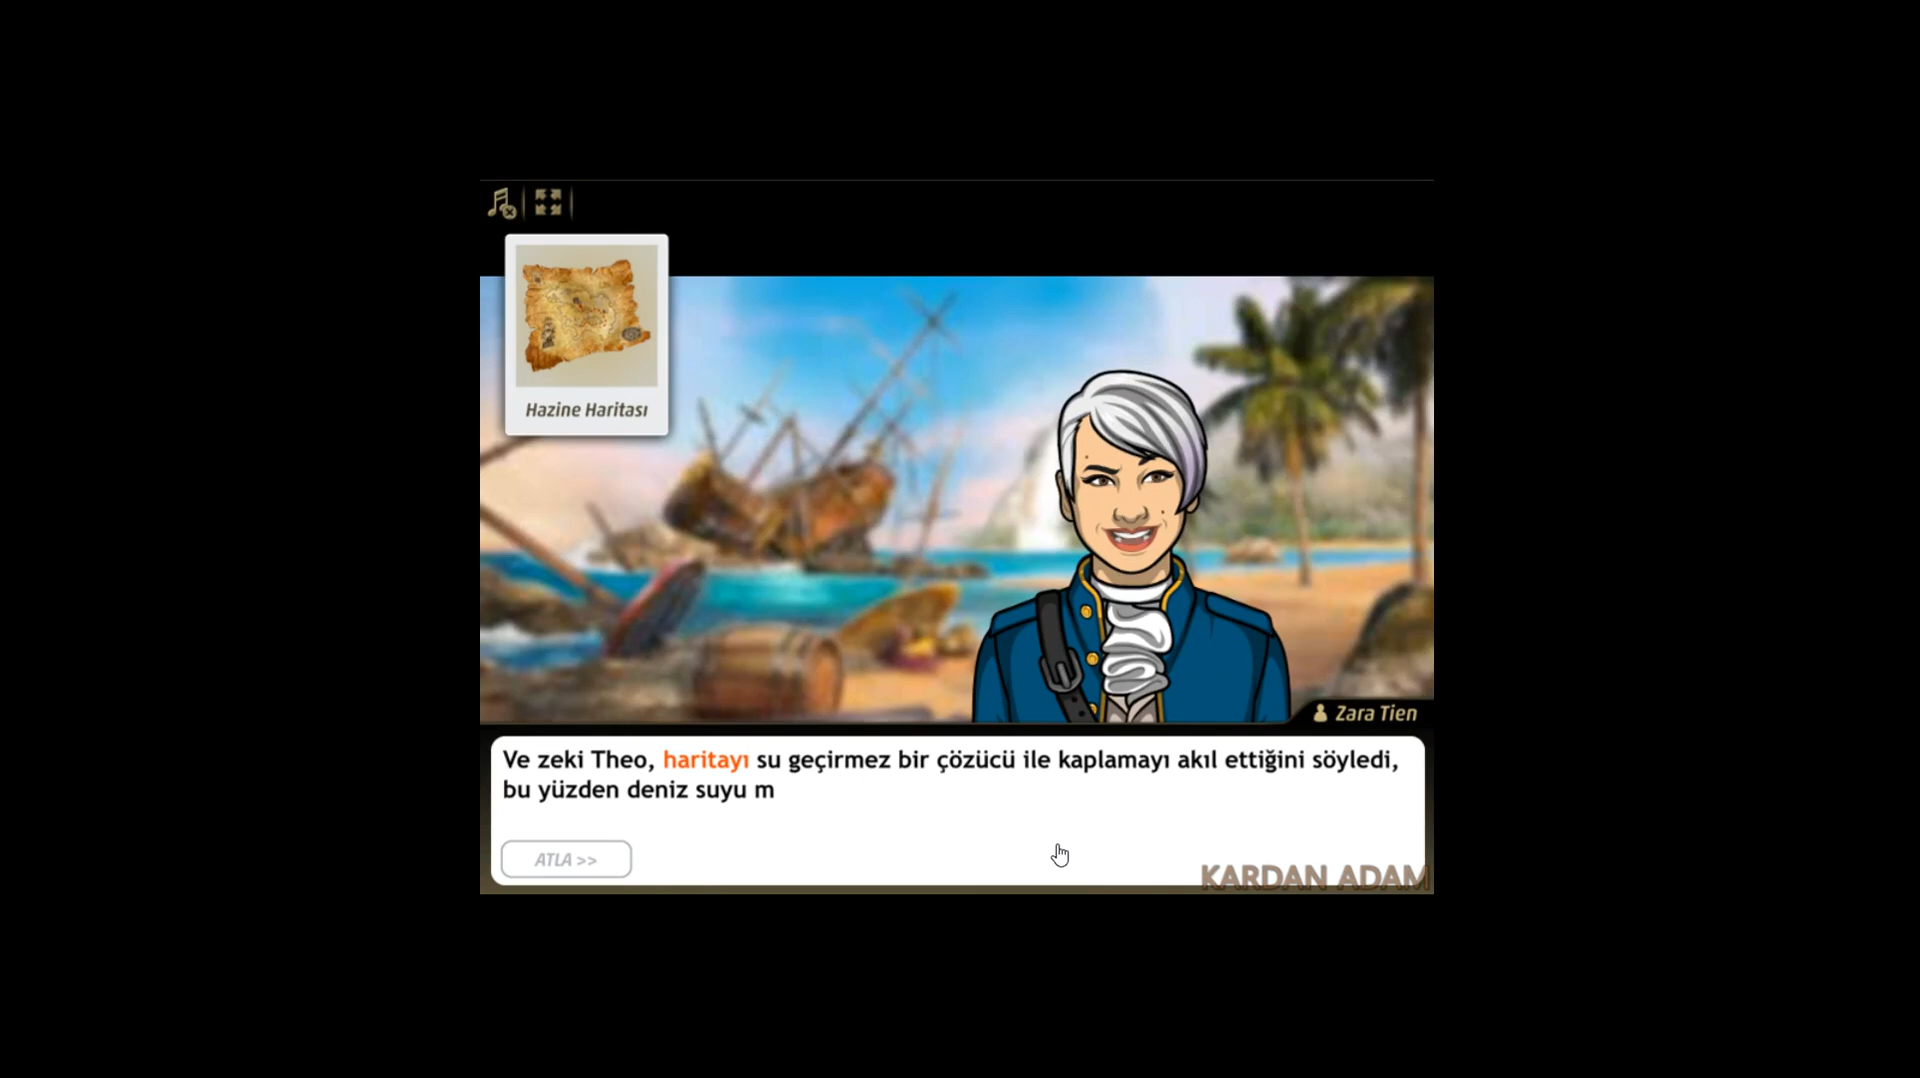 Hazine Haritası
Zara Tien
Ve zeki Theo, haritayı su geçirmez bir çözücü ile kaplamayı akıl ettiğini söyledi,
bu yüzden deniz suyu m
ATLA >>
KARDAN ADAM